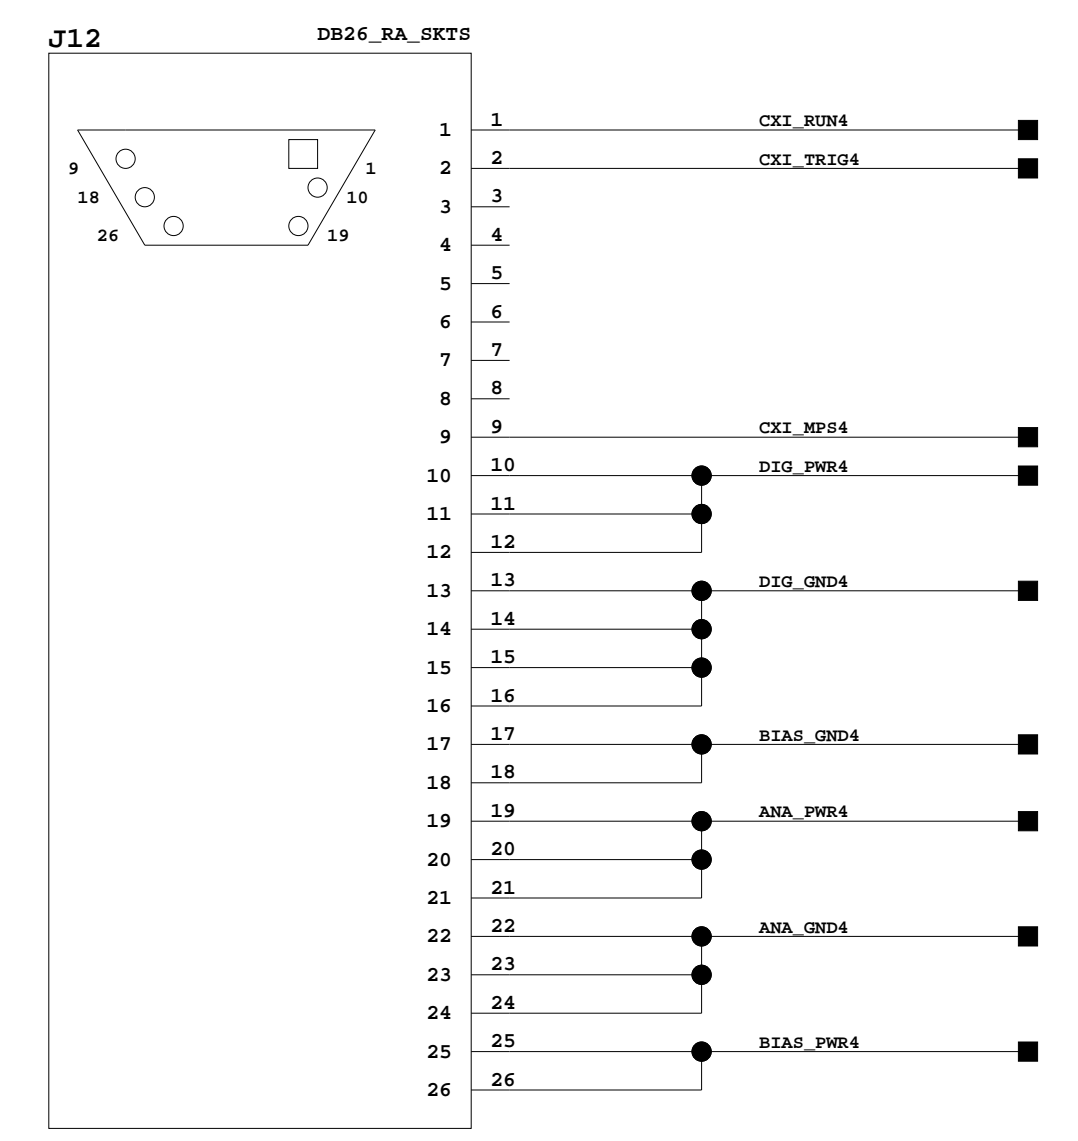 J12 DB26_RA_SKTS
1 1 CXI_RUN4
9 1 2 2 CXI_TRIG4
18 10 3 3
26 19 4 4
5 5
6 6
7 7
8 8
9 9 CXI_MPS4
10 10 DIG_PWR4
11 11
12 12
13 13 DIG_GND4
14 14
15 15
16 16
17 17 BIAS_GND4
18 18
19 19 ANA_PWR4
20 20
21 21
22 22 ANA_GND4
23 23
24 24
25 25 BIAS_PWR4
26 26